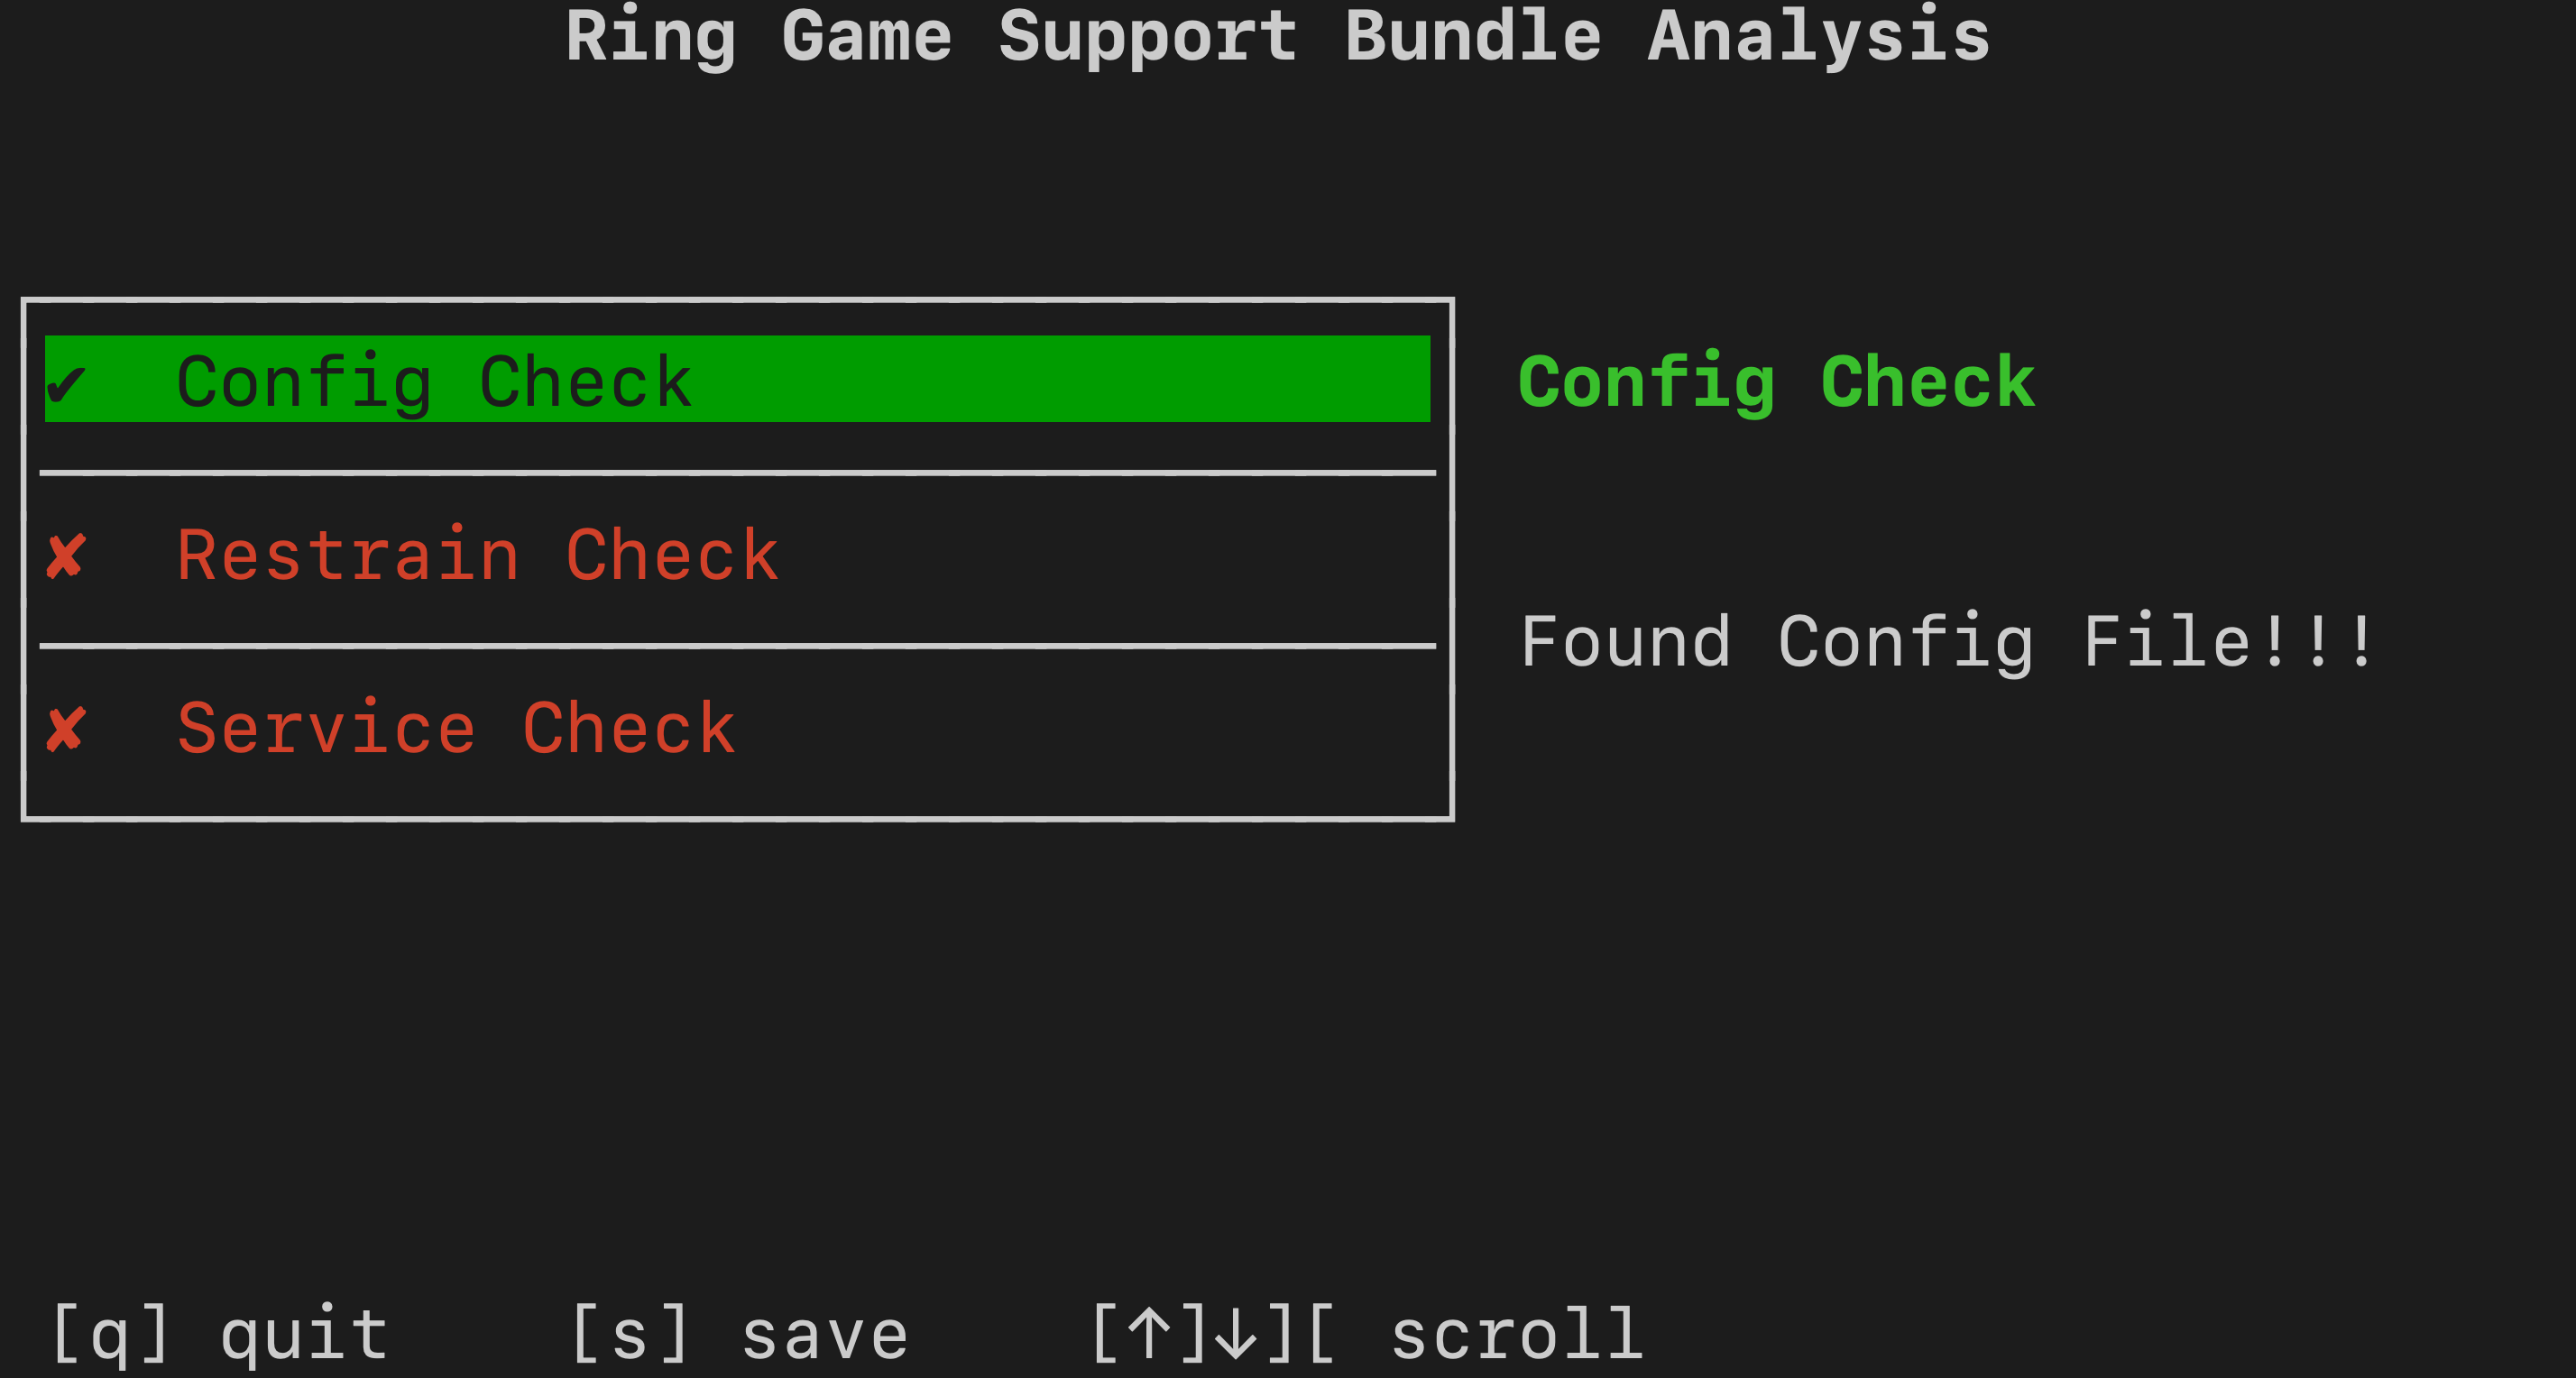 Ring Game Support Bundle Analysis
✔ Config Check
✘ Restrain Check
✘ Service Check
Config Check
Found Config File!!!
[q] quit [s] save [↑]↓][ scroll